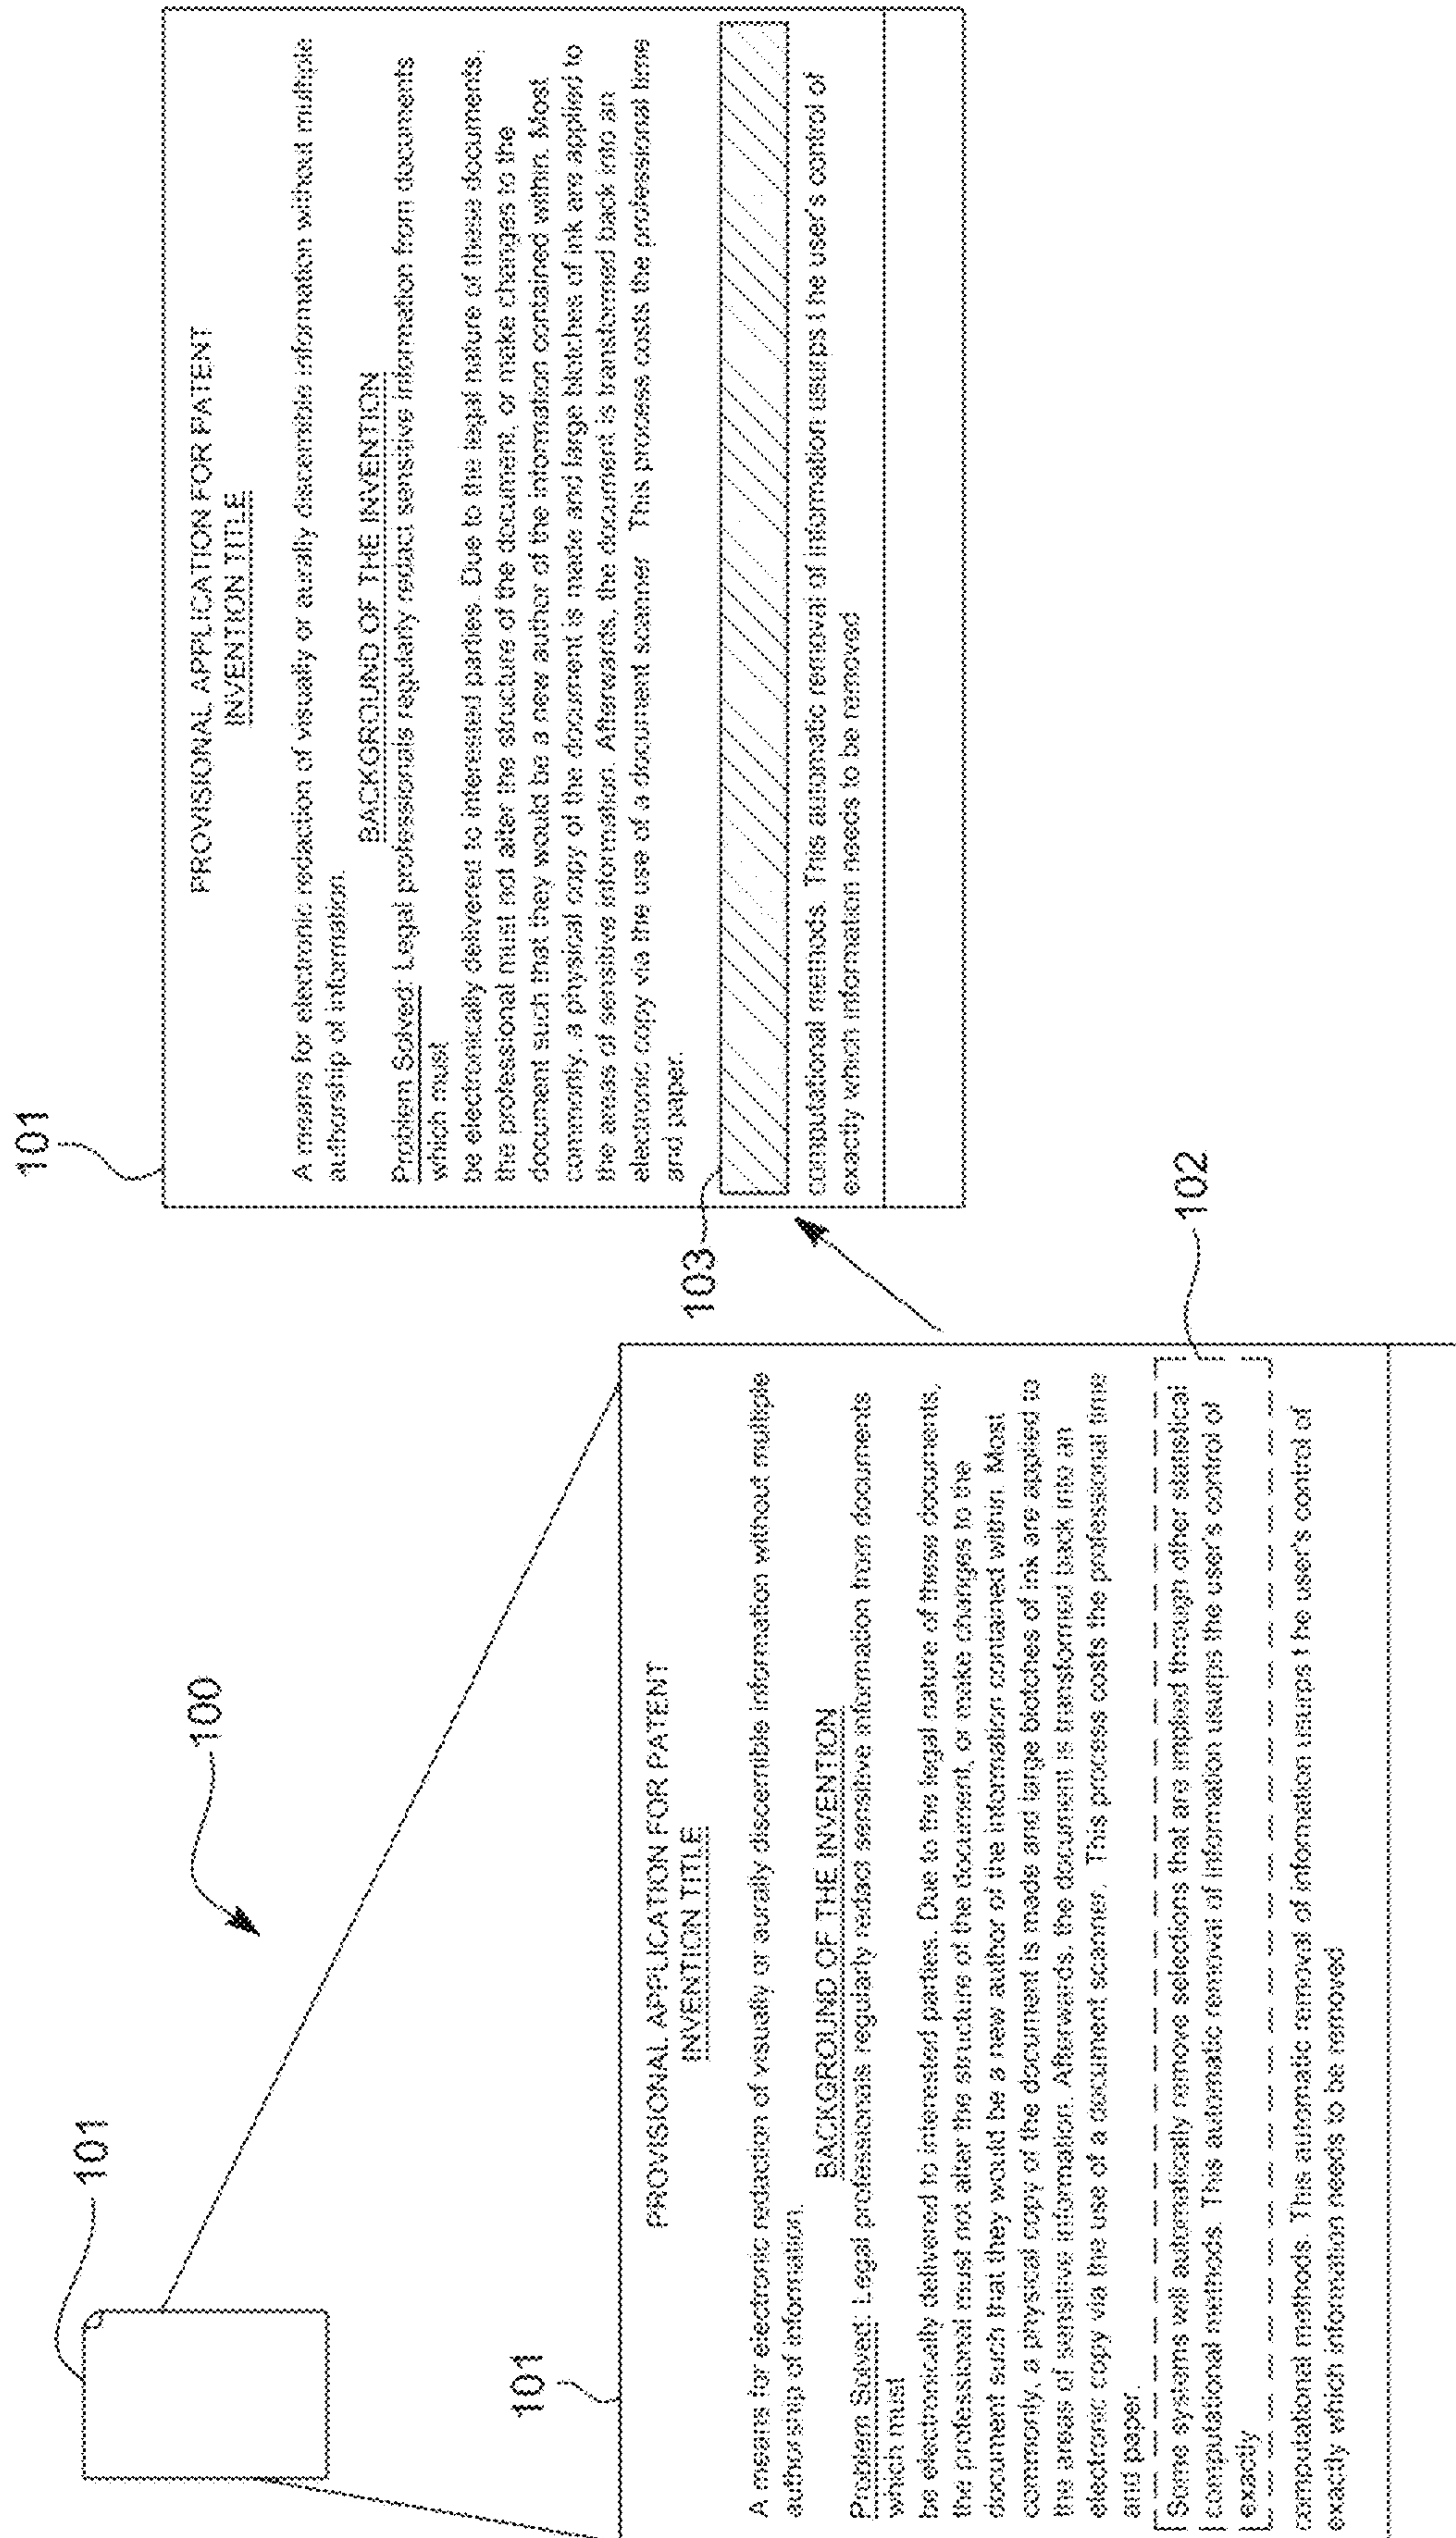 100
101
101
PROVISIONAL APPLICATION FOR PATENT
INVENTION TITLE
A means for electronic redaction of visually or aurally discernible information without multiple
authorship of information.
BACKGROUND OF THE INVENTION
Problem Solved: Legal professionals regularly redact sensitive information from documents
which must
be electronically delivered to interested parties. Due to the legal nature of these documents,
the professional must not alter the structure of the document, or make changes to the
document such that they would be a new author of the information contained within. Most
commonly, a physical copy of the document is made and large blotches of ink are applied to
the areas of sensitive information. Afterwards, the document is transformed back into an
electronic copy via the use of a document scanner. This process costs the professional time
and paper.
Some systems will automatically remove selections that are implied through other statistical
computational methods. This automatic removal of information usurps the user's control of
exactly
102
computational methods. This automatic removal of information usurps t he user's control of
exactly which information needs to be removed
101
PROVISIONAL APPLICATION FOR PATENT
INVENTION TITLE
A means for electronic redaction of visually or aurally discernible information without multiple
authorship of information.
BACKGROUND OF THE INVENTION
Problem Solved: Legal professionals regularly redact sensitive information from documents
which must
be electronically delivered to interested parties. Due to the legal nature of these documents,
the professional must not alter the structure of the document, or make changes to the
document such that they would be a new author of the information contained within. Most
commonly, a physical copy of the document is made and large blotches of ink are applied to
the areas of sensitive information. Afterwards, the document is transformed back into an
electronic copy via the use of a document scanner This process costs the professional time
and paper.
103
computational methods. This automatic removal of information usurps t he user's control of
exactly which information needs to be removed